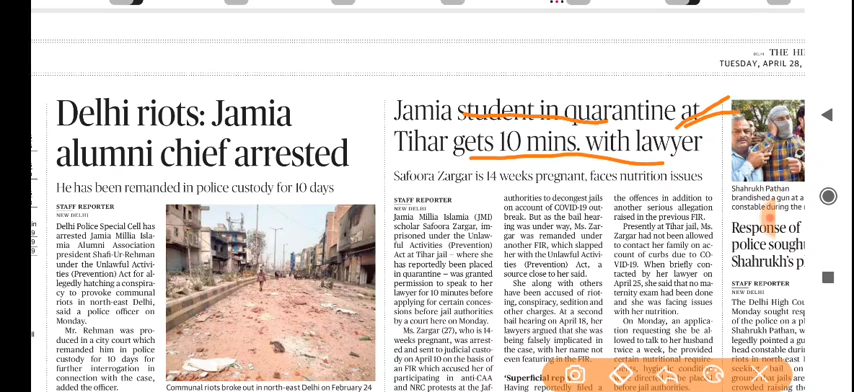 DELHI THE HI
TUESDAY, APRIL 28,
Delhi riots: Jamia
alumni chief arrested
He has been remanded in police custody for 10 days
STAFF REPORTER
NEW DELHI
Delhi Police Special Cell has
arrested Jamia Millia Isla-
mia Alumni Association
president Shafi-Ur-Rehman
under the Unlawful Activi-
ties (Prevention) Act for al-
legedly hatching a conspira-
cy to provoke communal
riots in north-east Delhi,
said a police officer on
Monday.
Mr. Rehman was pro-
duced in a city court which
remanded him in police
custody for 10 days for
further interrogation in
connection with the case,
added the officer.
Communal riots broke out in north-east Delhi on February 24
Jamia student in quarantine at
Tihar gets 10 mins. with lawyer
Safoora Zargar is 14 weeks pregnant, faces nutrition issues
STAFF REPORTER
NEW DELHI
Jamia Millia Islamia (JMI)
scholar Safoora Zargar, im-
prisoned under the Unlaw-
ful Activities (Prevention)
Act at Tihar jail – where she
has reportedly been placed
in quarantine – was granted
permission to speak to her
lawyer for 10 minutes before
applying for certain conces-
sions before jail authorities
by a court here on Monday.
Ms. Zargar (27), who is 14-
weeks pregnant, was arrest-
ed and sent to judicial custo-
dy on April 10 on the basis of
an FIR which accused her of
participating in anti-CAA
and NRC protests at the Jaf-
authorities to decongest jails
on account of COVID-19 out-
break. But as the bail hear-
ing was under way, Ms. Zar-
gar was remanded under
another FIR, which slapped
her with the Unlawful Activi-
ties (Prevention) Act, a
source close to her said.
She along with others
have been accused of riot-
ing, conspiracy, sedition and
other charges. At a second
bail hearing on April 18, her
lawyers argued that she was
being falsely implicated in
the case, with her name not
even featuring in the FIR.
'Superficial
Having reportedly filed a
the offences in addition to
another serious allegation
raised in the previous FIR.
Presently at Tihar jail, Ms.
Zargar had not been allowed
to contact her family on ac-
count of curbs due to CO-
VID-19. When briefly con-
tacted by her lawyer on
April 25, she said that no ma-
ternity exam had been done
and she was facing issues
with her nutrition.
On Monday, an applica-
tion requesting she be al-
lowed to talk to her husband
twice a week, be provided
certain nutritional require-
before jail authorities.
Shahrukh Pathan
brandished a gun at a
constable during the
Response of
police sought
Shahrukh's p
STAFF REPORTER
NEW DELHI
The Delhi High Cou
Monday sought resp
of the police on a pl
Shahrukh Pathan, w
legedly pointed a gu
head constable durin
riots in north-east
seeking bail on